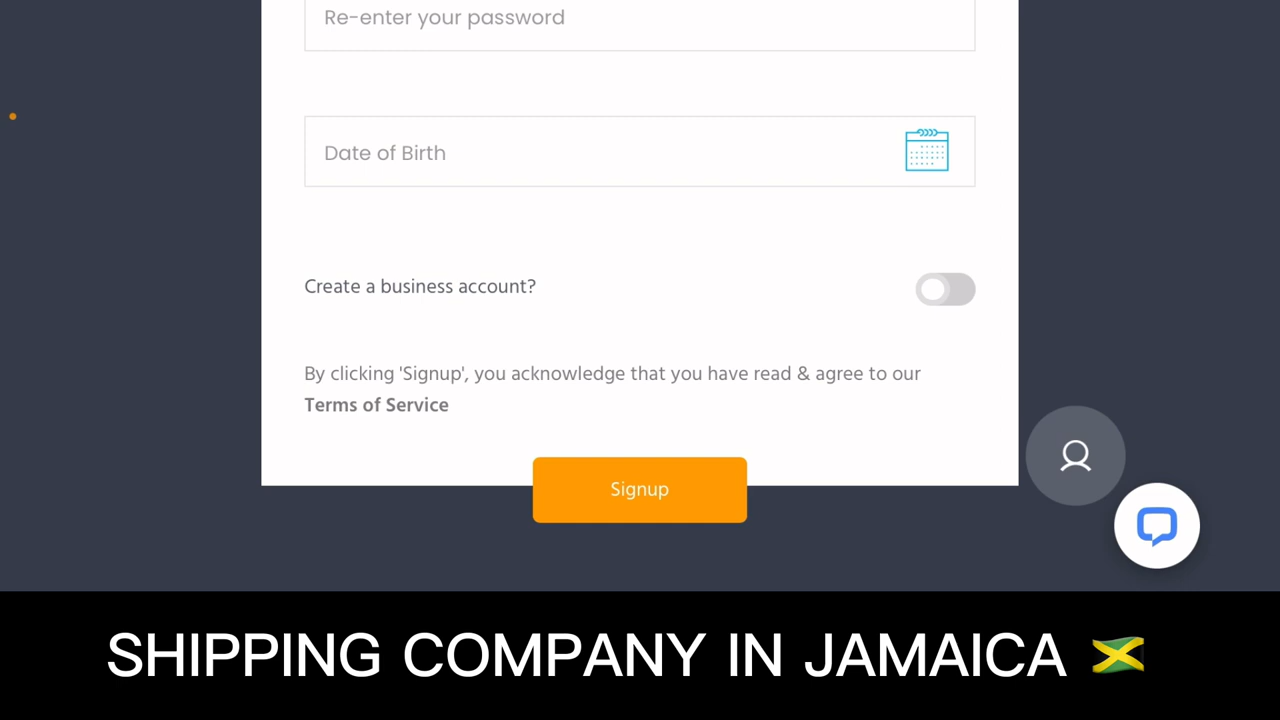 Re-enter your password
Date of Birth
Create a business account?
By clicking 'Signup', you acknowledge that you have read & agree to our
Terms of Service
Signup
SHIPPING COMPANY IN JAMAICA 🇯🇲